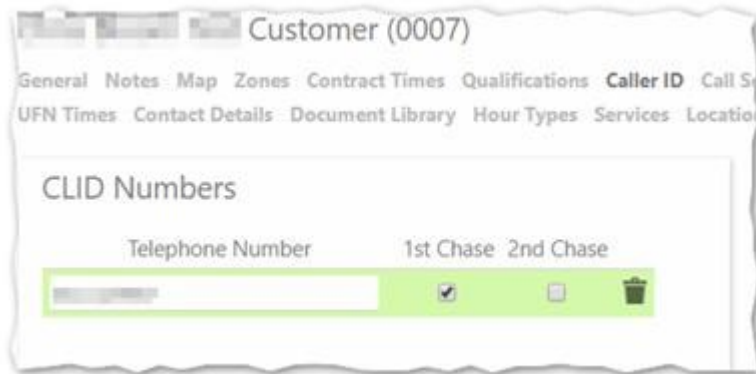 Customer (0007)
General Notes Map Zones Contract Times Qualifications Caller ID Call
UFN Times Contact Details Document Library Hour Types Services
CLID Numbers
Telephone Number 1st Chase 2nd Chase